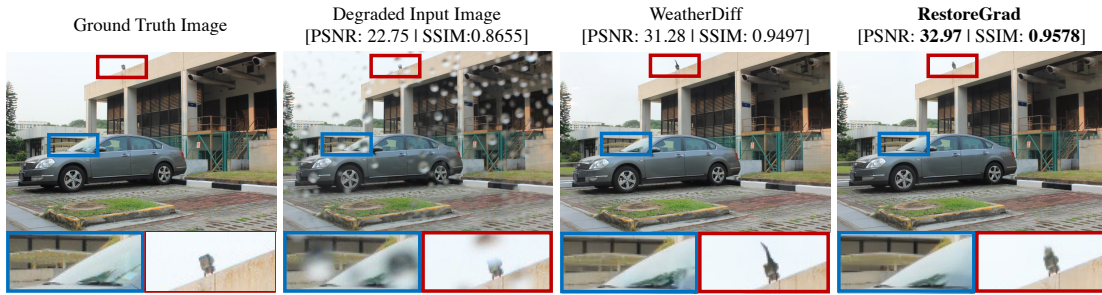 Ground Truth Image
Degraded Input Image
[PSNR: 22.75 | SSIM:0.8655]
WeatherDiff
[PSNR: 31.28 | SSIM: 0.9497]
RestoreGrad
[PSNR: 32.97 | SSIM: 0.9578]